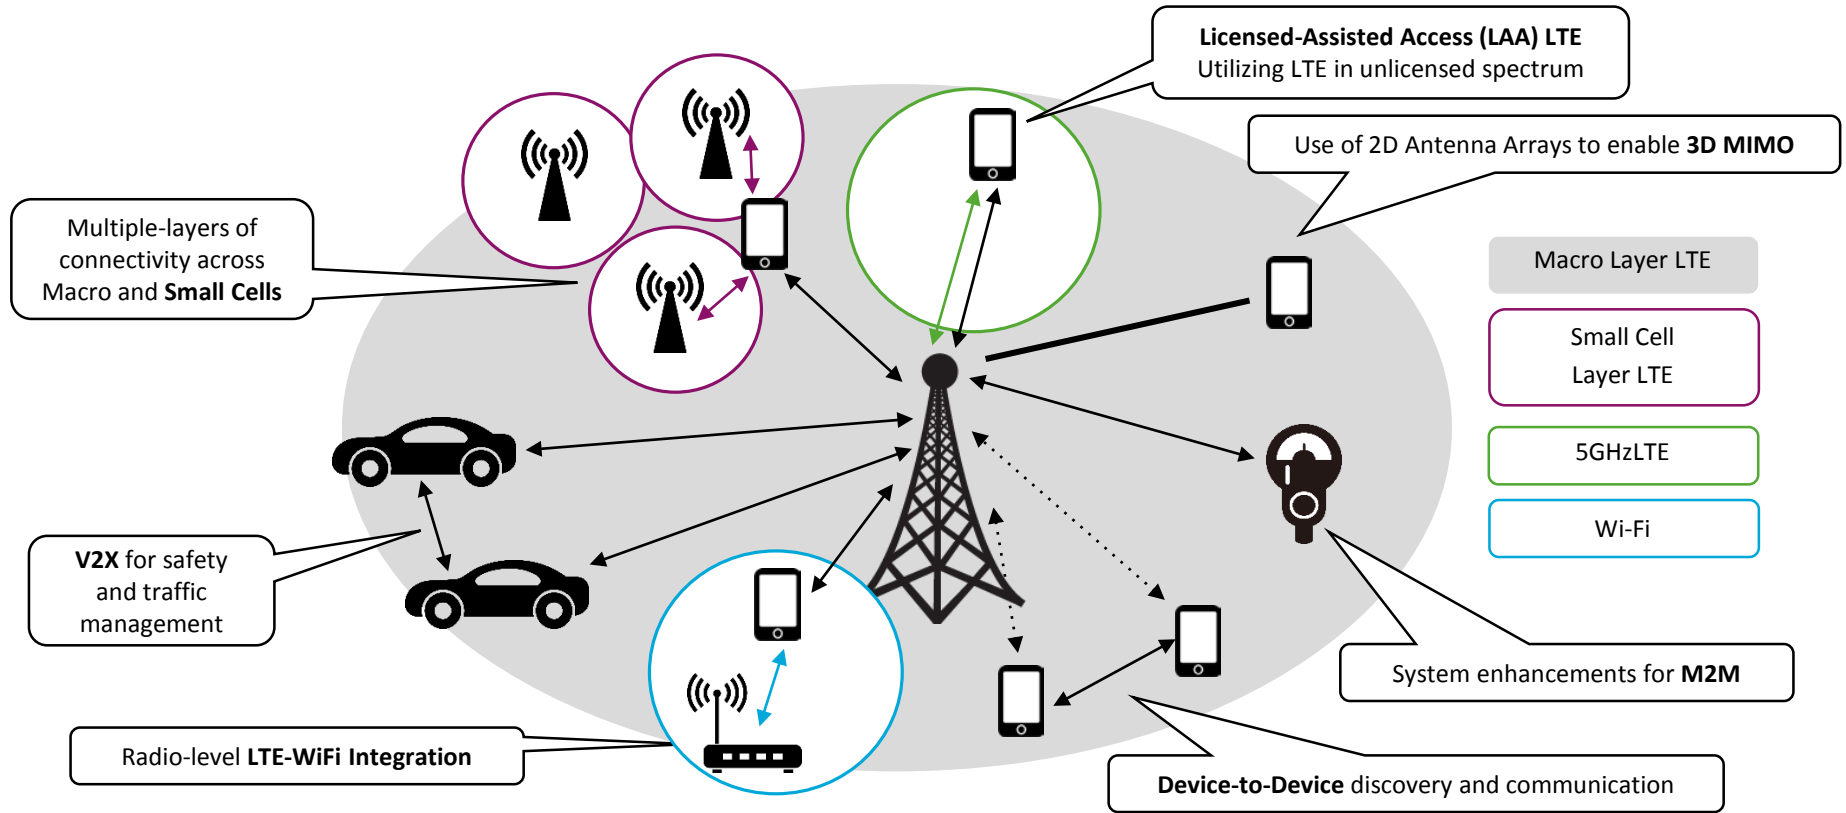 Licensed-Assisted Access (LAA) LTE
Utilizing LTE in unlicensed spectrum
Use of 2D Antenna Arrays to enable 3D MIMO
Multiple-layers of
connectivity across
Macro and Small Cells
Macro Layer LTE
Small Cell
Layer LTE
5GHzLTE
Wi-Fi
V2X for safety
and traffic
management
System enhancements for M2M
Radio-level LTE-WiFi Integration
Device-to-Device discovery and communication